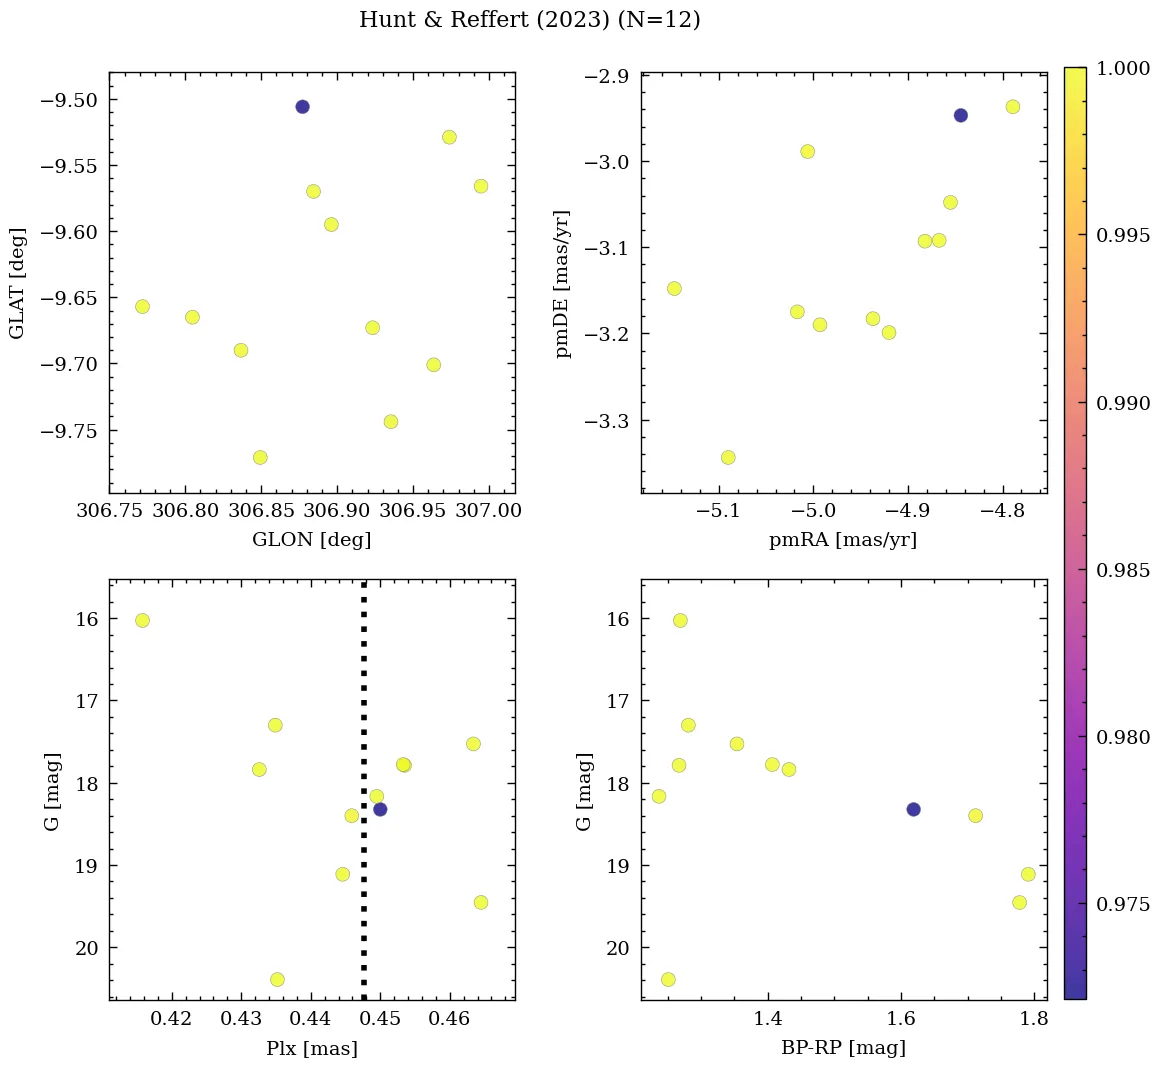 Hunt & Reffert (2023) (N=12)
−9.50
−9.55
−9.60
−9.65
−9.70
−9.75
GLAT [deg]
306.75 306.80 306.85 306.90 306.95 307.00
GLON [deg]
−2.9
−3.0
−3.1
−3.2
−3.3
pmDE [mas/yr]
−5.1 −5.0 −4.9 −4.8
pmRA [mas/yr]
16
17
18
19
20
G [mag]
0.42 0.43 0.44 0.45 0.46
Plx [mas]
16
17
18
19
20
G [mag]
1.4 1.6 1.8
BP-RP [mag]
1.000
0.995
0.990
0.985
0.980
0.975